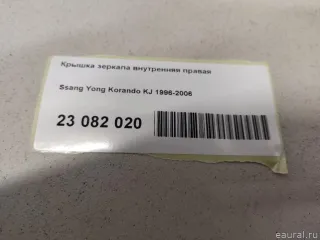 Крышка зеркала внутренняя правая
Ssang Yong Korando KJ 1996-2006
23 082 020
eaural.ru